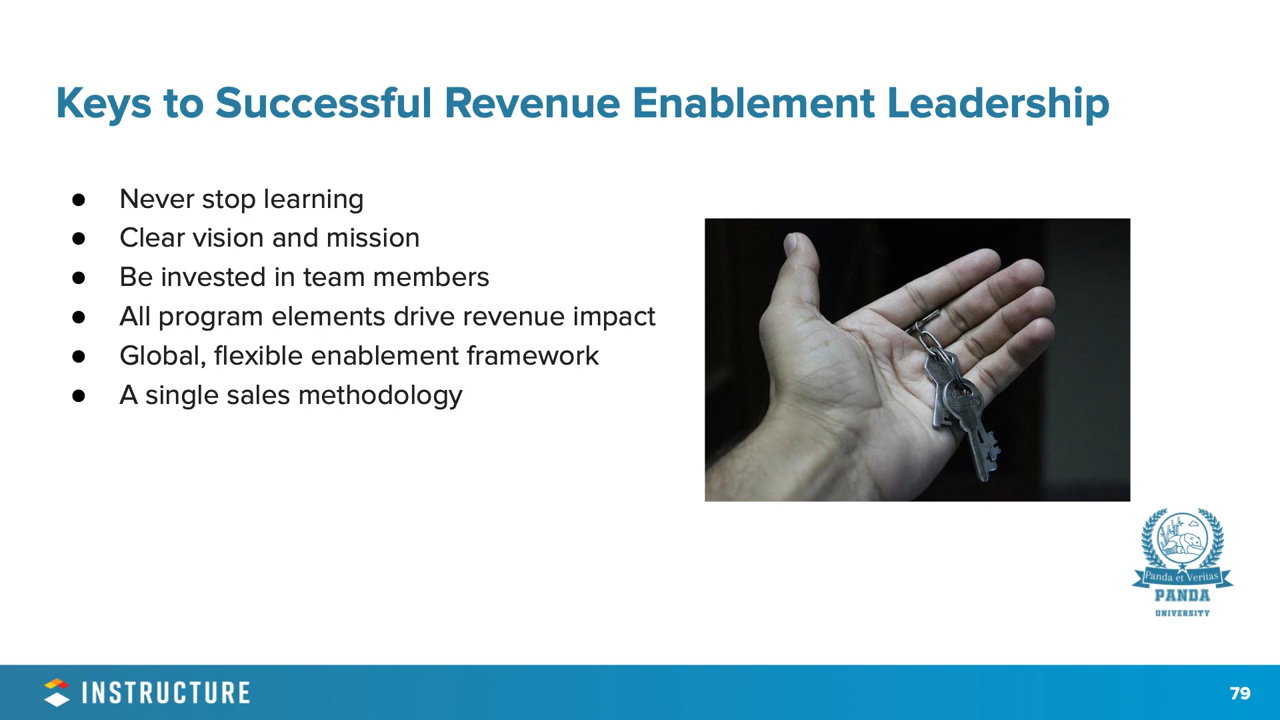 Keys to Successful Revenue Enablement Leadership
● Never stop learning
● Clear vision and mission
● Be invested in team members
● All program elements drive revenue impact
● Global, flexible enablement framework
● A single sales methodology
Panda et Veritas
PANDA
UNIVERSITY
INSTRUCTURE
79